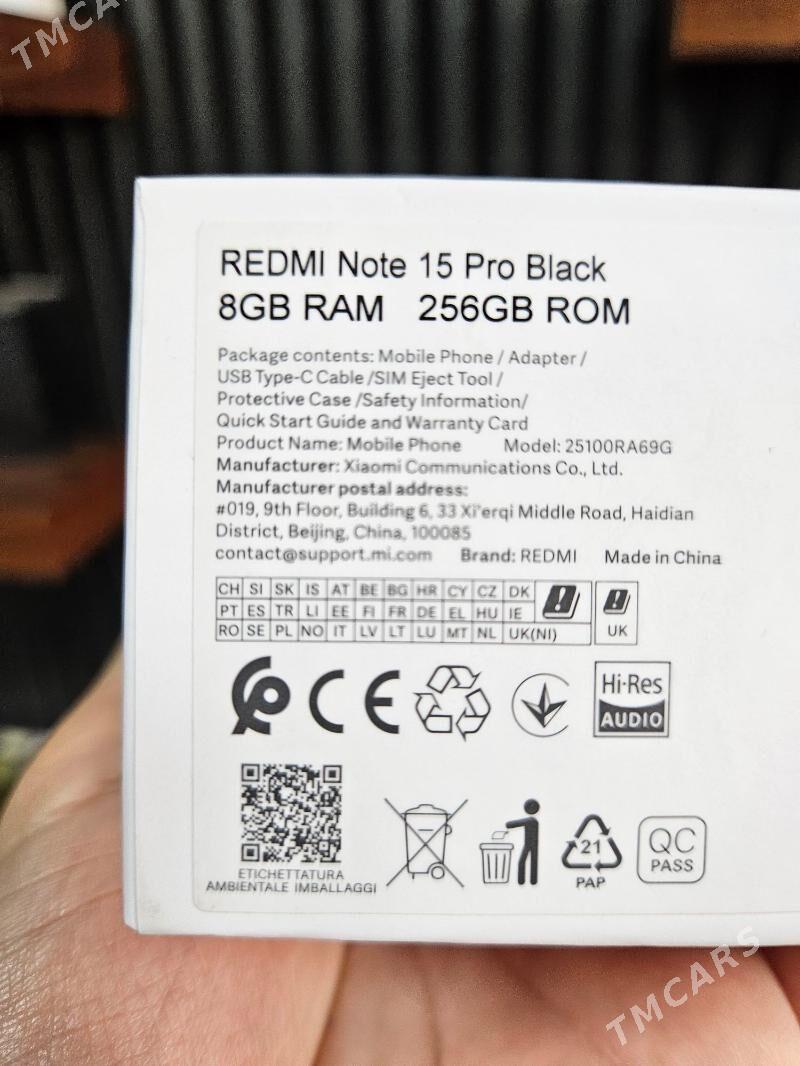 TMCARS
REDMI Note 15 Pro Black
8GB RAM 256GB ROM
Package contents: Mobile Phone / Adapter /
USB Type-C Cable /SIM Eject Tool /
Protective Case /Safety Information/
Quick Start Guide and Warranty Card
Product Name: Mobile Phone Model: 25100RA69G
Manufacturer: Xiaomi Communications Co., Ltd.
Manufacturer postal address:
#019, 9th Floor, Building 6, 33 Xi'erqi Middle Road, Haidian
District, Beijing, China, 100085
contact@support.mi.com Brand: REDMI Made in China
CH SI SK IS AT BE BG HR CY CZ DK
PT ES TR LI EE FI FR DE EL HU IE
RO SE PL NO IT LV LT LU MT NL UK(NI) UK
CE
Hi-Res
AUDIO
ETICHETTATURA
AMBIENTALE IMBALLAGGI
21
PAP
QC
PASS
TMCARS